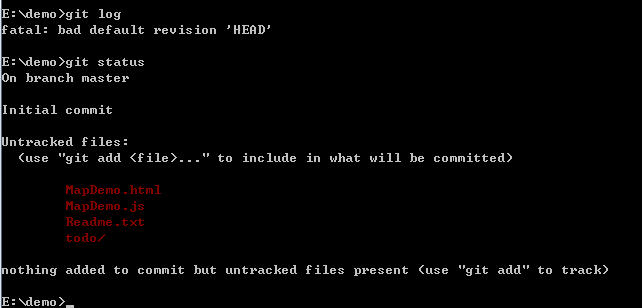 E:\demo>git log
fatal: bad default revision 'HEAD'
E:\demo>git status
On branch master
Initial commit
Untracked files:
  (use "git add <file>..." to include in what will be committed)
        MapDemo.html
        MapDemo.js
        Readme.txt
        todo/
nothing added to commit but untracked files present (use "git add" to track)
E:\demo>_